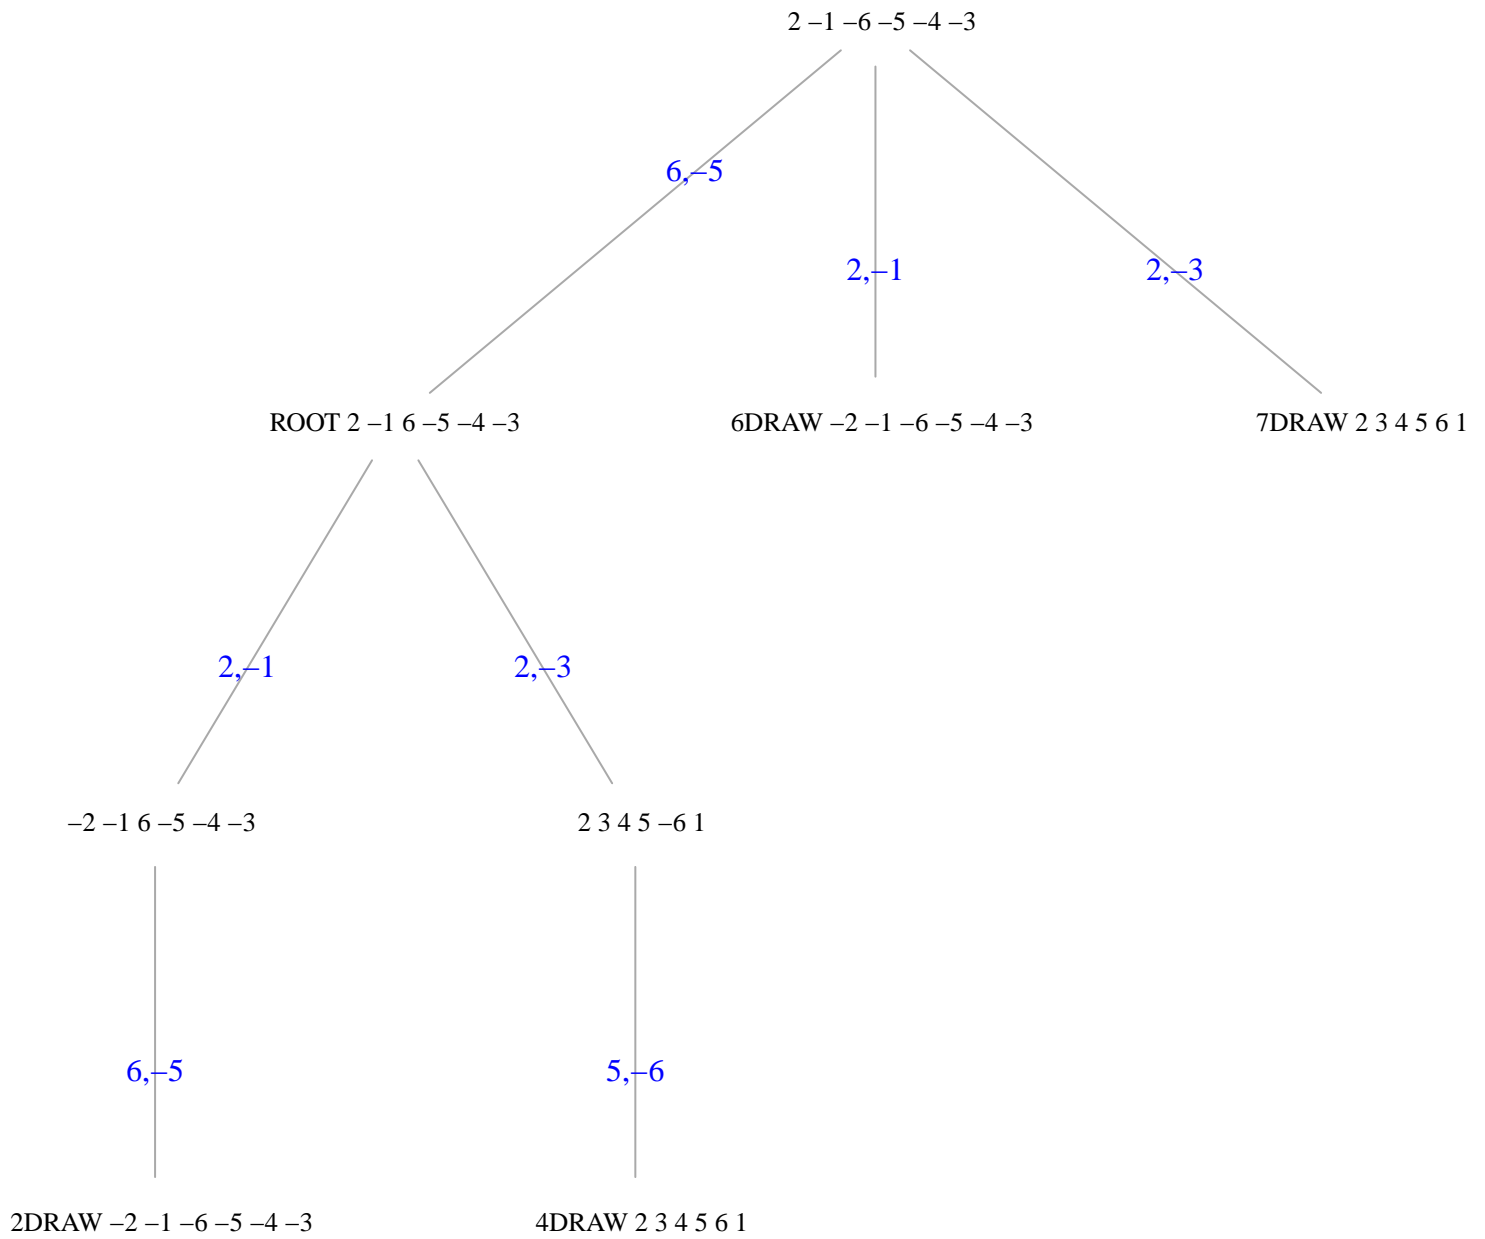 2 –1 –6 –5 –4 –3
6,–5
2,–1
2,–3
ROOT 2 –1 6 –5 –4 –3
6DRAW –2 –1 –6 –5 –4 –3
7DRAW 2 3 4 5 6 1
2,–1
2,–3
–2 –1 6 –5 –4 –3
2 3 4 5 –6 1
6,–5
5,–6
2DRAW –2 –1 –6 –5 –4 –3
4DRAW 2 3 4 5 6 1